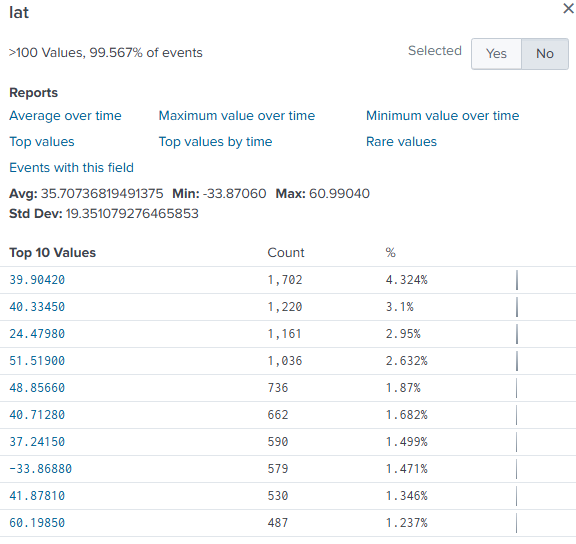 lat
>100 Values, 99.567% of events
Selected Yes No
Reports
Average over time Maximum value over time Minimum value over time
Top values Top values by time Rare values
Events with this field
Avg: 35.70736819491375 Min: -33.87060 Max: 60.99040
Std Dev: 19.351079276465853
Top 10 Values Count %
39.90420 1,702 4.324%
40.33450 1,220 3.1%
24.47980 1,161 2.95%
51.51900 1,036 2.632%
48.85660 736 1.87%
40.71280 662 1.682%
37.24150 590 1.499%
-33.86880 579 1.471%
41.87810 530 1.346%
60.19850 487 1.237%